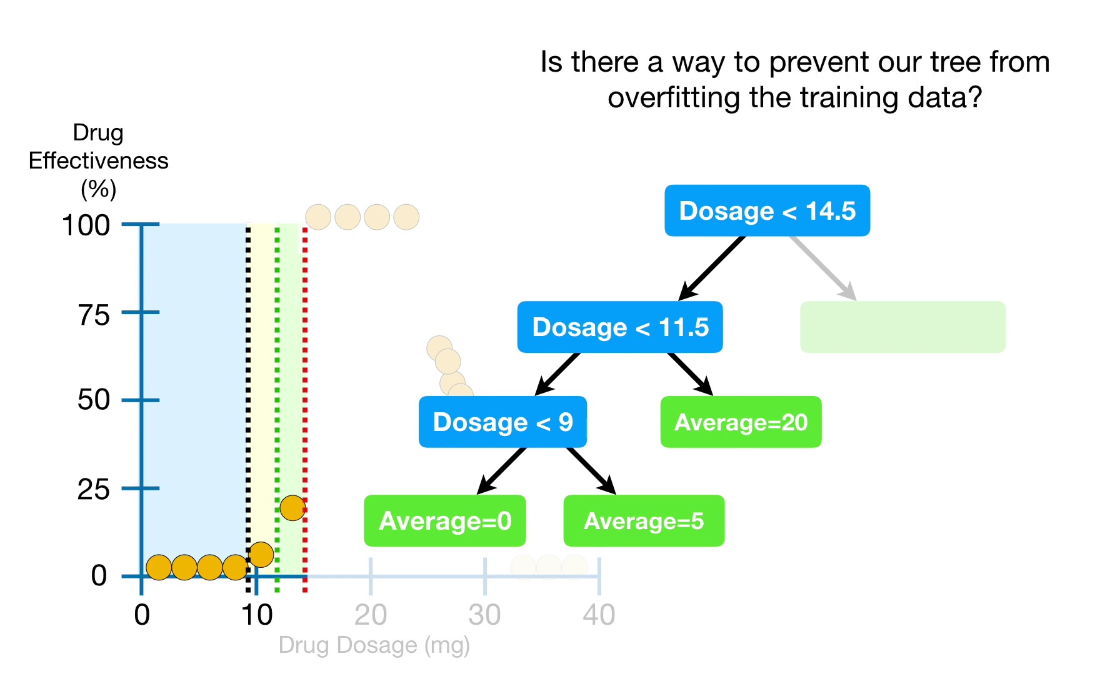 Is there a way to prevent our tree from
overfitting the training data?
Drug
Effectiveness
(%)
100
75
50
25
0
0
10
20
30
40
Drug Dosage (mg)
Dosage < 14.5
Dosage < 11.5
Dosage < 9
Average=20
Average=0
Average=5